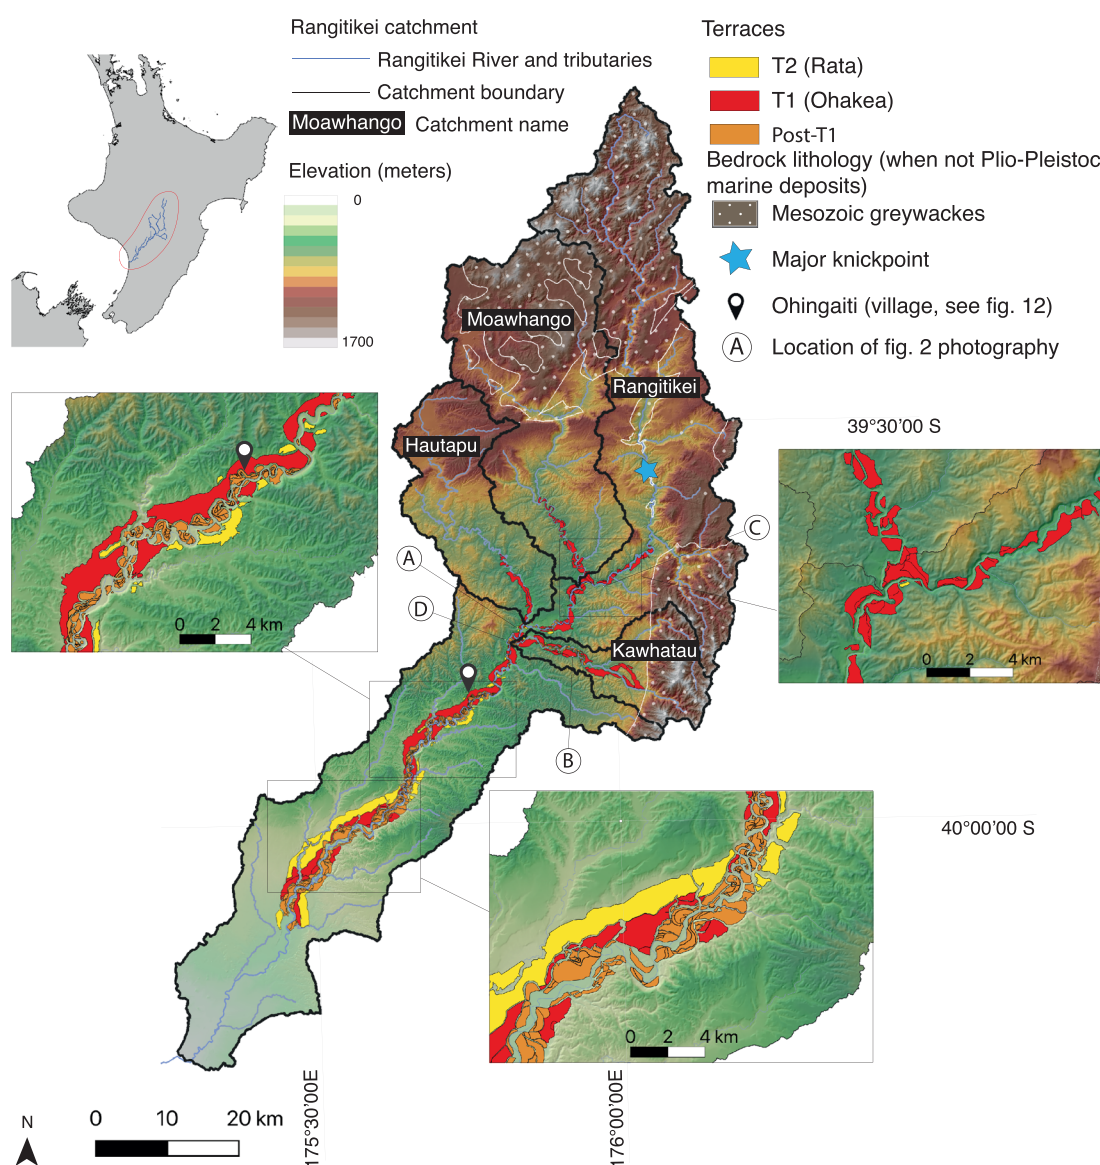 Rangitikei catchment
Rangitikei River and tributaries
Catchment boundary
Moawhango Catchment name
Elevation (meters)
0
1700
Terraces
T2 (Rata)
T1 (Ohakea)
Post-T1
Bedrock lithology (when not Plio-Pleistoc
marine deposits)
Mesozoic greywackes
Major knickpoint
Ohingaiti (village, see fig. 12)
A Location of fig. 2 photography
Moawhango
Rangitikei
Hautapu
39°30'00 S
C
A
D
Kawhatau
0 2 4 km
0 2 4 km
B
40°00'00 S
0 2 4 km
175°30'00E
176°00'00E
N
0 10 20 km